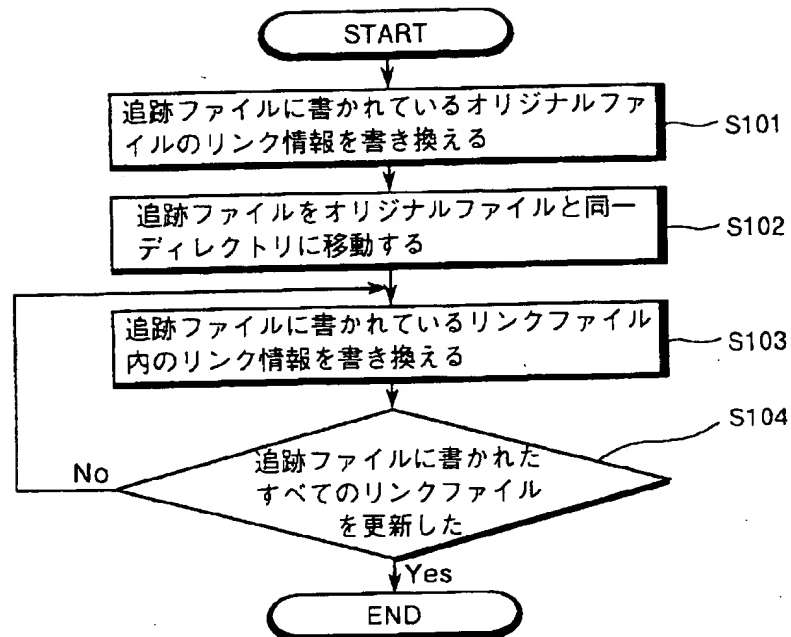 START
追跡ファイルに書かれているオリジナルファ
イルのリンク情報を書き換える
S101
追跡ファイルをオリジナルファイルと同一
ディレクトリに移動する
S102
追跡ファイルに書かれているリンクファイル
内のリンク情報を書き換える
S103
S104
追跡ファイルに書かれた
すべてのリンクファイル
を更新した
No
Yes
END